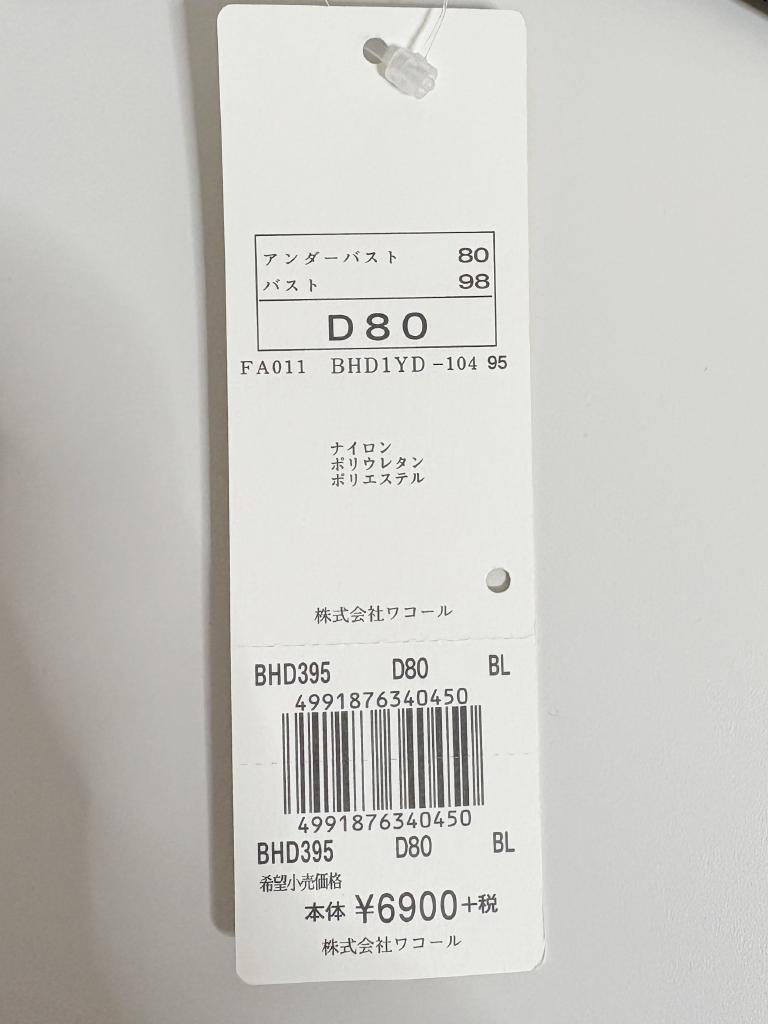 アンダーバスト 80
バスト 98
D80
FA011 BHD1YD-104 95
ナイロン
ポリウレタン
ポリエステル
株式会社ワコール
BHD395 D80 BL
4991876340450
4991876340450
BHD395 D80 BL
希望小売価格
本体 ¥6900+税
株式会社ワコール